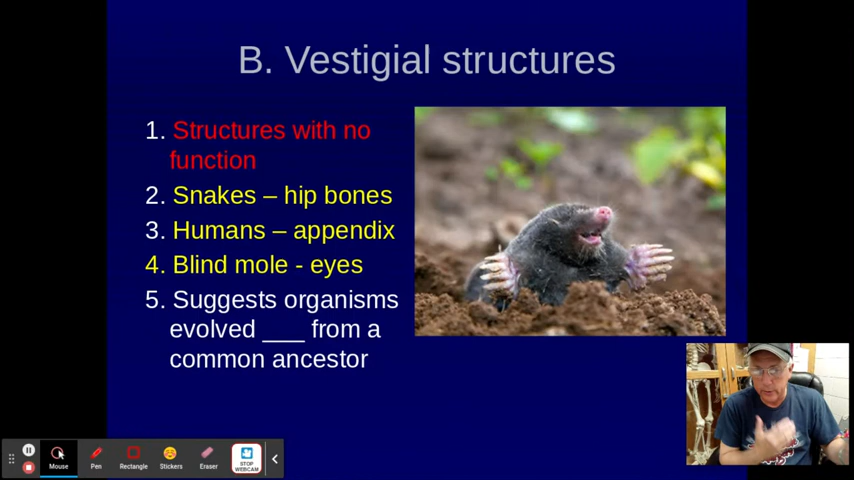 B. Vestigial structures
1. Structures with no
function
2. Snakes – hip bones
3. Humans – appendix
4. Blind mole - eyes
5. Suggests organisms
evolved ___ from a
common ancestor
Mouse
Pen
Rectangle
Stickers
Eraser
STOP
WEBCAM